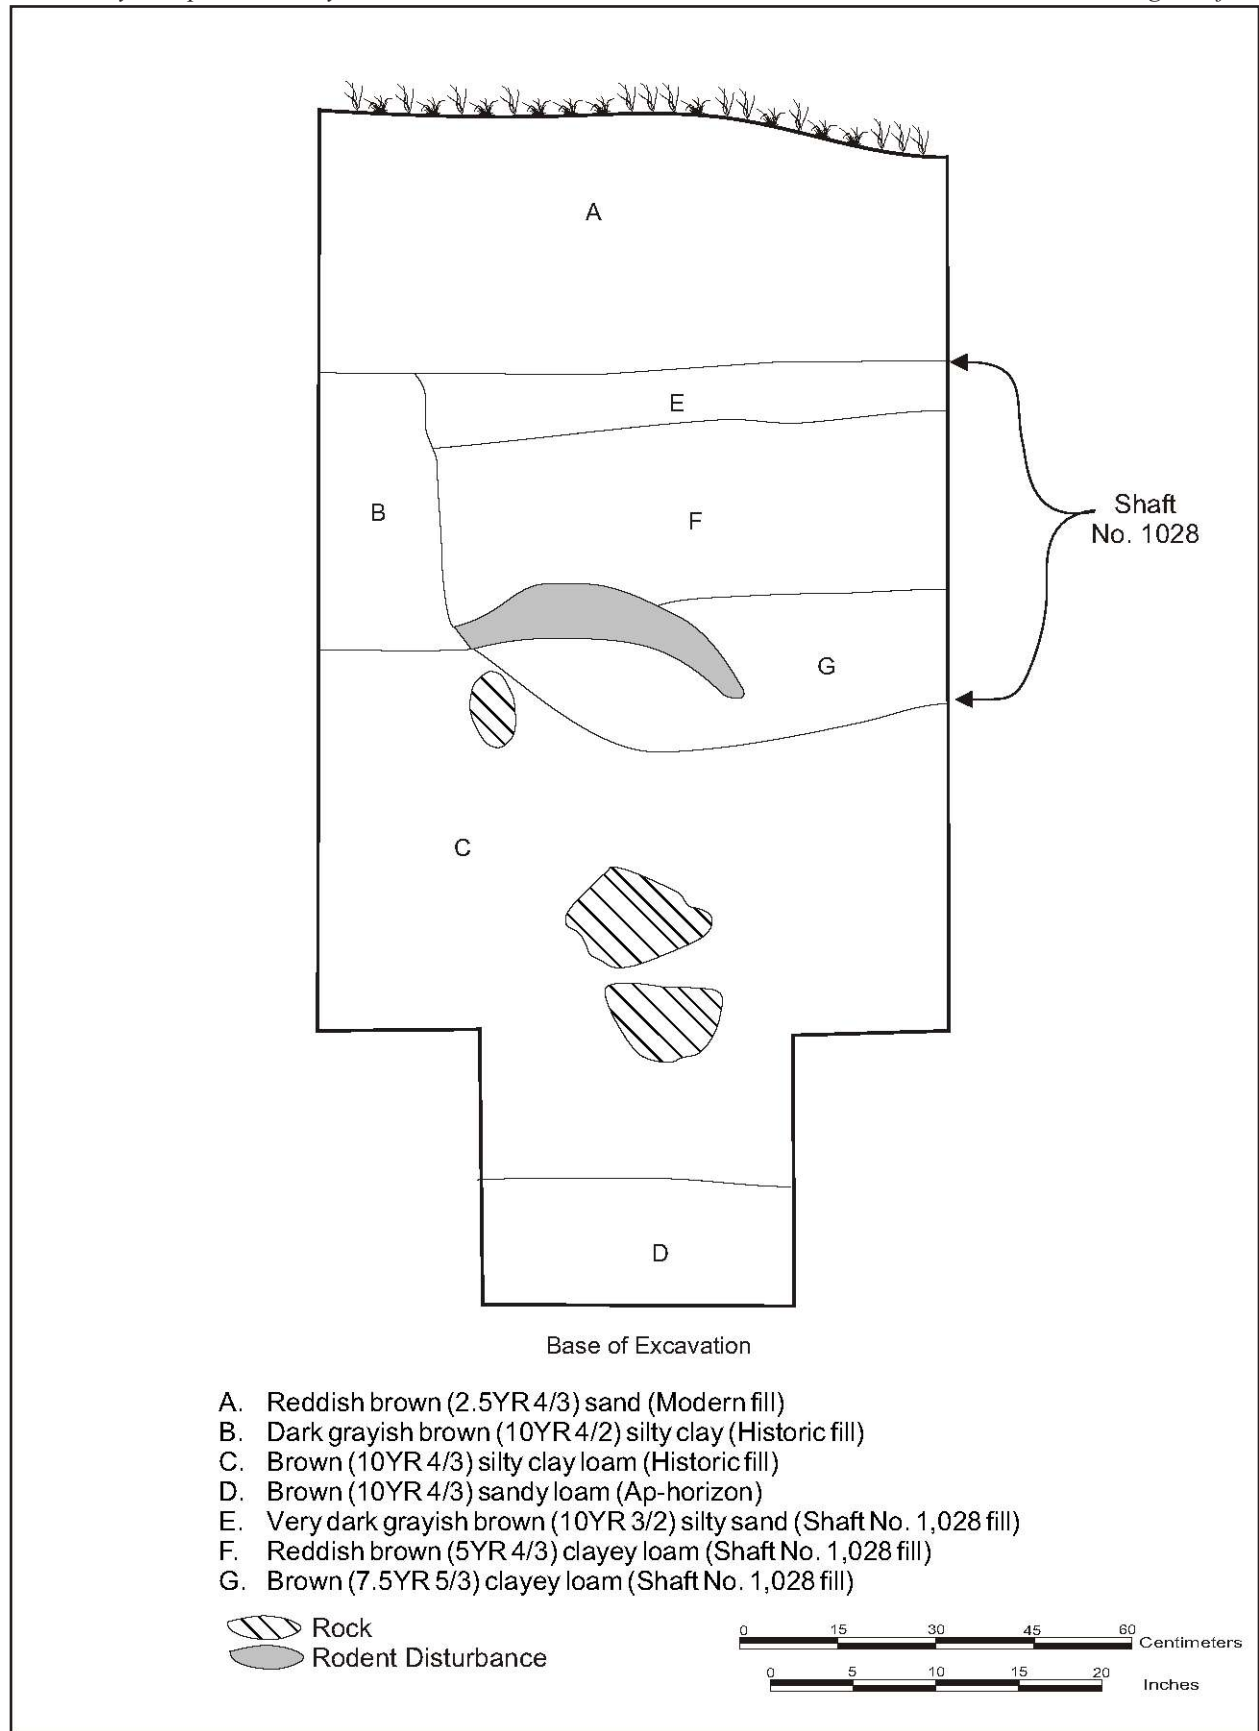 A
E
B
F
Shaft
No. 1028
G
C
D
Base of Excavation
A. Reddish brown (2.5YR 4/3) sand (Modern fill)
B. Dark grayish brown (10YR 4/2) silty clay (Historic fill)
C. Brown (10YR 4/3) silty clay loam (Historic fill)
D. Brown (10YR 4/3) sandy loam (Ap-horizon)
E. Very dark grayish brown (10YR 3/2) silty sand (Shaft No. 1,028 fill)
F. Reddish brown (5YR 4/3) clayey loam (Shaft No. 1,028 fill)
G. Brown (7.5YR 5/3) clayey loam (Shaft No. 1,028 fill)
Rock
Rodent Disturbance
0 15 30 45 60
Centimeters
0 5 10 15 20
Inches